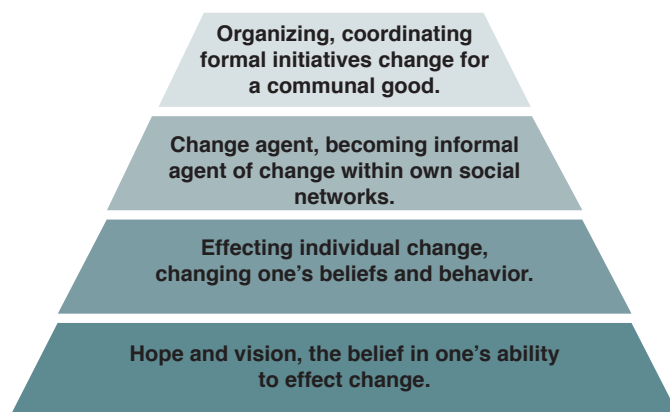 Organizing, coordinating
formal initiatives change for
a communal good.
Change agent, becoming informal
agent of change within own social
networks.
Effecting individual change,
changing one’s beliefs and behavior.
Hope and vision, the belief in one’s ability
to effect change.